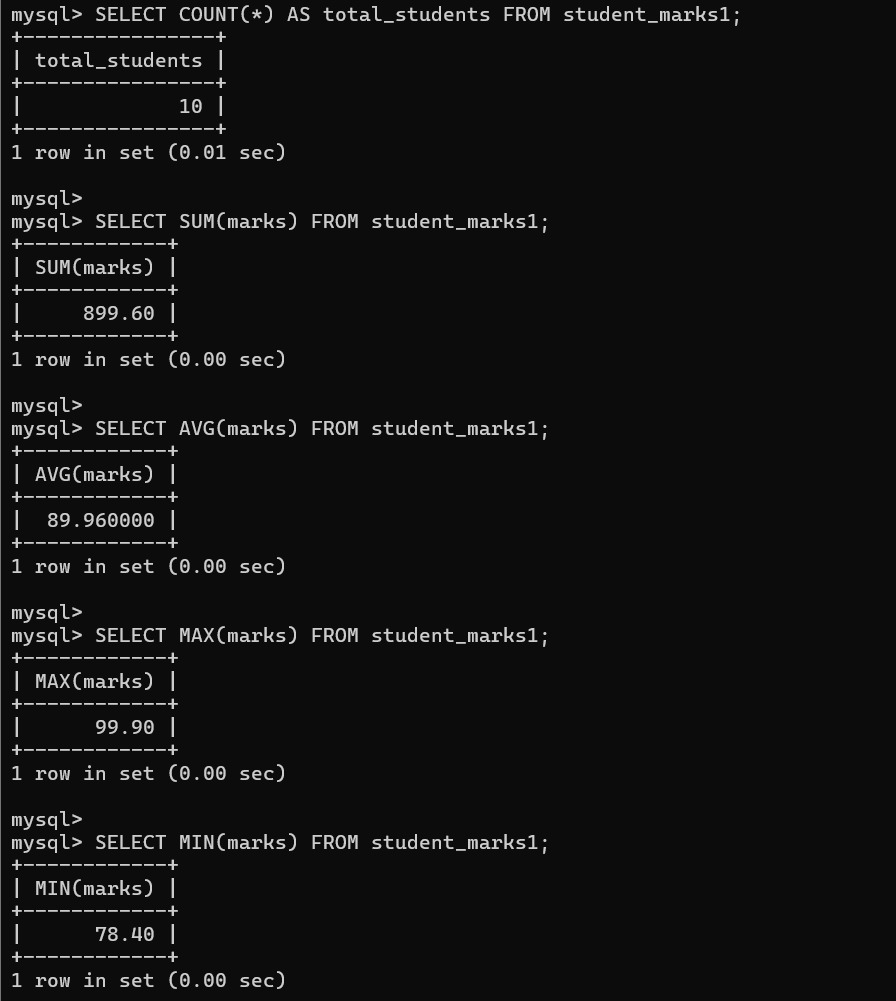 mysql> SELECT COUNT(*) AS total_students FROM student_marks1;
+----------------+
| total_students |
+----------------+
|             10 |
+----------------+
1 row in set (0.01 sec)

mysql>
mysql> SELECT SUM(marks) FROM student_marks1;
+------------+
| SUM(marks) |
+------------+
|     899.60 |
+------------+
1 row in set (0.00 sec)

mysql>
mysql> SELECT AVG(marks) FROM student_marks1;
+------------+
| AVG(marks) |
+------------+
|  89.960000 |
+------------+
1 row in set (0.00 sec)

mysql>
mysql> SELECT MAX(marks) FROM student_marks1;
+------------+
| MAX(marks) |
+------------+
|      99.90 |
+------------+
1 row in set (0.00 sec)

mysql>
mysql> SELECT MIN(marks) FROM student_marks1;
+------------+
| MIN(marks) |
+------------+
|      78.40 |
+------------+
1 row in set (0.00 sec)